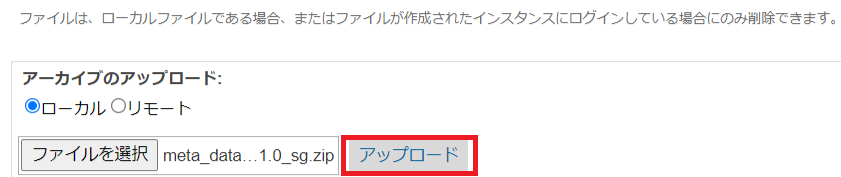 ファイルは、ローカルファイルである場合、またはファイルが作成されたインスタンスにログインしている場合にのみ削除できます。
アーカイブのアップロード:
ローカル リモート
ファイルを選択 meta_data…1.0_sg.zip アップロード